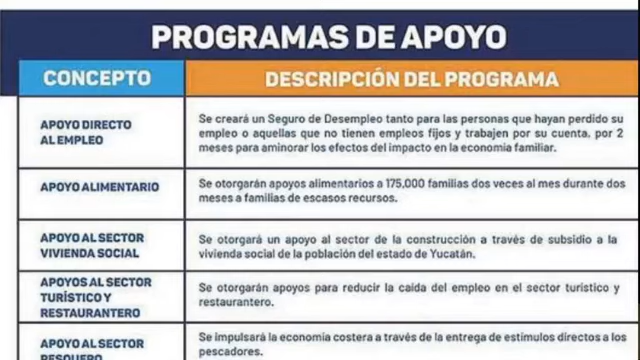 PROGRAMAS DE APOYO
CONCEPTO
DESCRIPCIÓN DEL PROGRAMA
APOYO DIRECTO
AL EMPLEO
Se creará un Seguro de Desempleo tanto para las personas que hayan perdido su
empleo o aquellas que no tienen empleos fijos y trabajen por su cuenta, por 2
meses para aminorar los efectos del impacto en la economía familiar.
APOYO ALIMENTARIO
Se otorgarán apoyos alimentarios a 175,000 familias dos veces al mes durante dos
meses a familias de escasos recursos.
APOYO AL SECTOR
VIVIENDA SOCIAL
Se otorgará un apoyo al sector de la construcción a través de subsidio a la
vivienda social de la población del estado de Yucatán.
APOYOS AL SECTOR
TURÍSTICO Y
RESTAURANTERO
Se otorgarán apoyos para reducir la caída del empleo en el sector turístico y
restaurantero.
APOYO AL SECTOR
PESQUERO
Se impulsará la economía costera a través de la entrega de estímulos directos a los
pescadores.